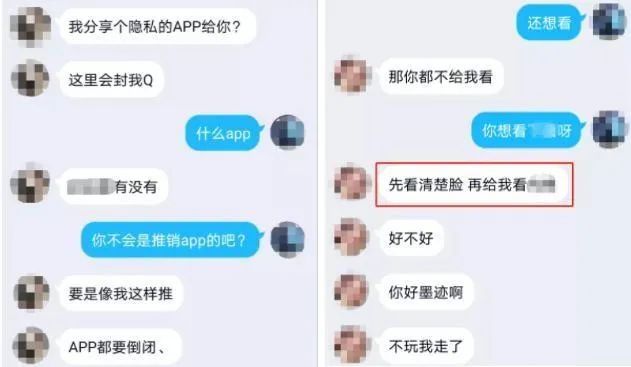 我分享个隐私的APP给你?
这里会封我Q
什么app
有没有
你不会是推销app的吧?
要是像我这样推
APP都要倒闭、
还想看
那你都不给我看
你想看 呀
先看清楚脸 再给我看
好不好
你好墨迹啊
不玩我走了